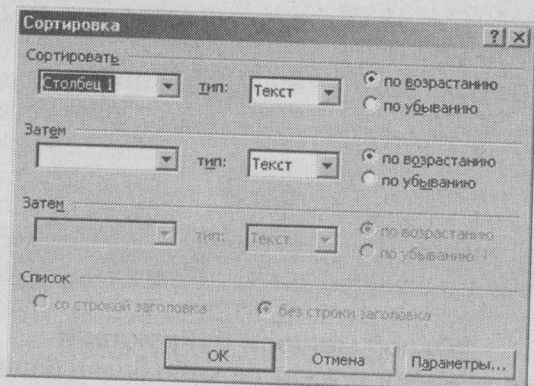 Сортировка
Сортировать
Столбец 1 тип: Текст по возрастанию
по убыванию
Затем
тип: Текст по возрастанию
по убыванию
Затем
тип: Текст по возрастанию
по убыванию
Список
со строкой заголовка без строки заголовка
ОК Отмена Параметры...